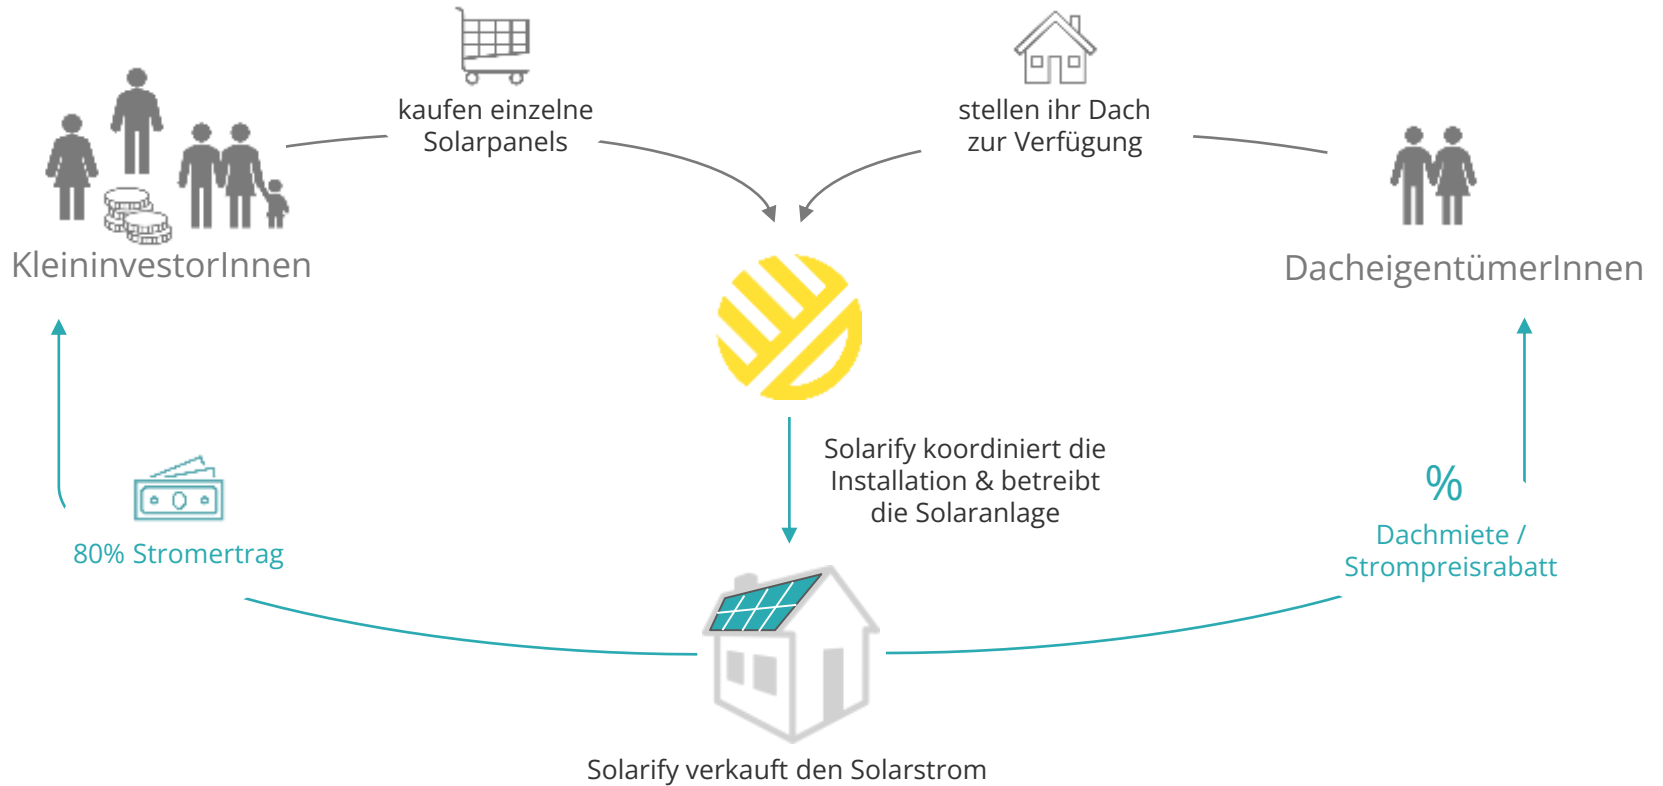 kaufen einzelne
Solarpanels
stellen ihr Dach
zur Verfügung
KleininvestorInnen
DacheigentümerInnen
Solarify koordiniert die
Installation & betreibt
die Solaranlage
80% Stromertrag
%
Dachmiete /
Strompreisrabatt
Solarify verkauft den Solarstrom